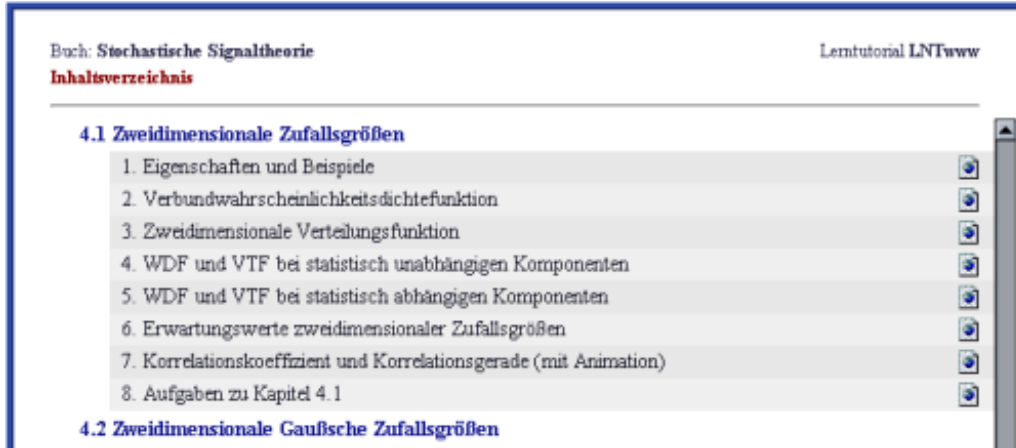 Buch: Stochastische Signaltheorie
Lerntutorial LNTwww
Inhaltsverzeichnis
4.1 Zweidimensionale Zufallsgrößen
1. Eigenschaften und Beispiele
2. Verbundwahrscheinlichkeitsdichtefunktion
3. Zweidimensionale Verteilungsfunktion
4. WDF und VTF bei statistisch unabhängigen Komponenten
5. WDF und VTF bei statistisch abhängigen Komponenten
6. Erwartungswerte zweidimensionaler Zufallsgrößen
7. Korrelationskoeffizient und Korrelationsgerade (mit Animation)
8. Aufgaben zu Kapitel 4.1
4.2 Zweidimensionale Gaußsche Zufallsgrößen